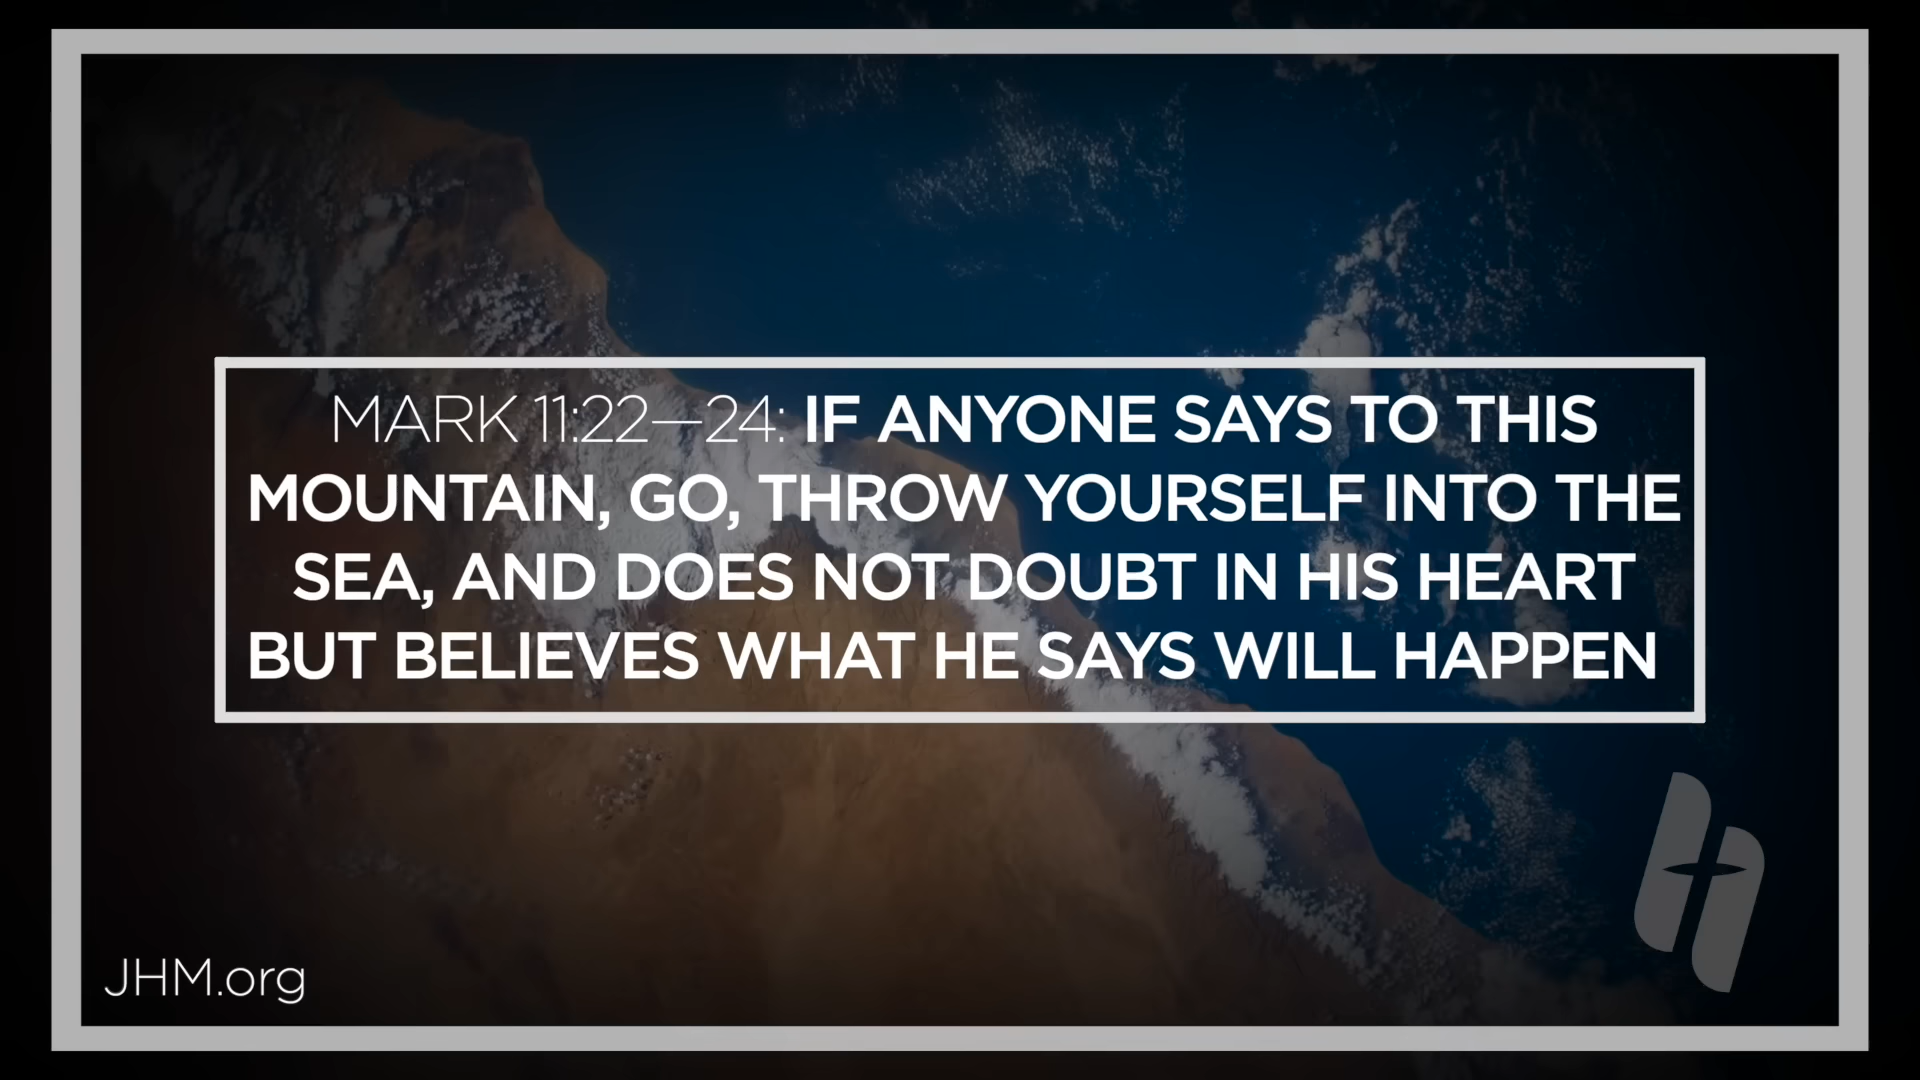 MARK 11:22—24: IF ANYONE SAYS TO THIS
MOUNTAIN, GO, THROW YOURSELF INTO THE
SEA, AND DOES NOT DOUBT IN HIS HEART
BUT BELIEVES WHAT HE SAYS WILL HAPPEN
JHM.org